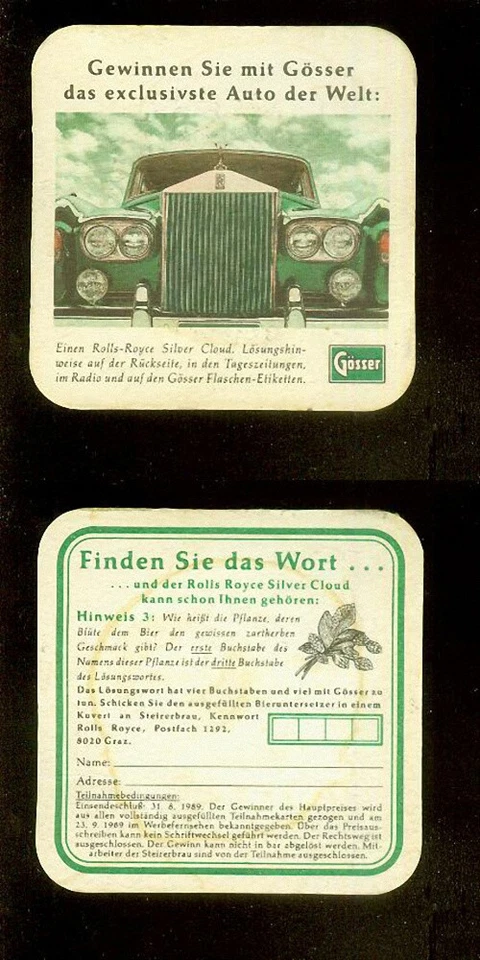 Gewinnen Sie mit Gösser
das exclusivste Auto der Welt:
Einen Rolls-Royce Silver Cloud. Lösungshin-
weise auf der Rückseite, in den Tageszeitungen,
im Radio und auf den Gösser Flaschen-Etiketten.
Gösser
Finden Sie das Wort ...
... und der Rolls Royce Silver Cloud
kann schon Ihnen gehören:
Hinweis 3: Wie heißt die Pflanze, deren
Blüte dem Bier den gewissen zartherben
Geschmack gibt? Der erste Buchstabe des
Namens dieser Pflanze ist der dritte Buchstabe
des Lösungswortes.
Das Lösungswort hat vier Buchstaben und viel mit Gösser zu
tun. Schicken Sie den ausgefüllten Bieruntersetzer in einem
Kuvert an Steirerbrau, Kennwort
Rolls Royce, Postfach 1292,
8020 Graz.
Name:
Adresse:
Teilnahmebedingungen:
Einsendeschluß: 31. 8. 1989. Der Gewinner des Hauptpreises wird
aus allen vollständig ausgefüllten Teilnahmekarten gezogen und am
23. 9. 1989 im Werbefernsehen bekanntgegeben. Über das Preisaus-
schreiben kann kein Schriftwechsel geführt werden. Der Rechtsweg ist
ausgeschlossen. Der Gewinn kann nicht in bar abgelöst werden. Mit-
arbeiter der Steirerbrau sind von der Teilnahme ausgeschlossen.